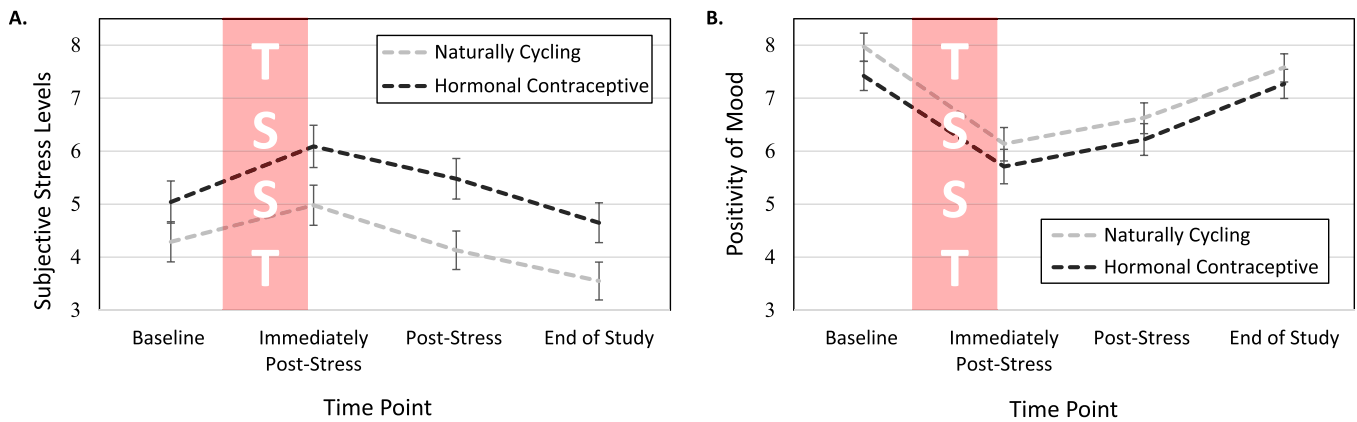 A.
Subjective Stress Levels
8
7
6
5
4
3
T
S
S
T
Naturally Cycling
Hormonal Contraceptive
Baseline
Immediately
Post-Stress
Post-Stress
End of Study
Time Point
B.
Positivity of Mood
8
7
6
5
4
3
T
S
S
T
Naturally Cycling
Hormonal Contraceptive
Baseline
Immediately
Post-Stress
Post-Stress
End of Study
Time Point